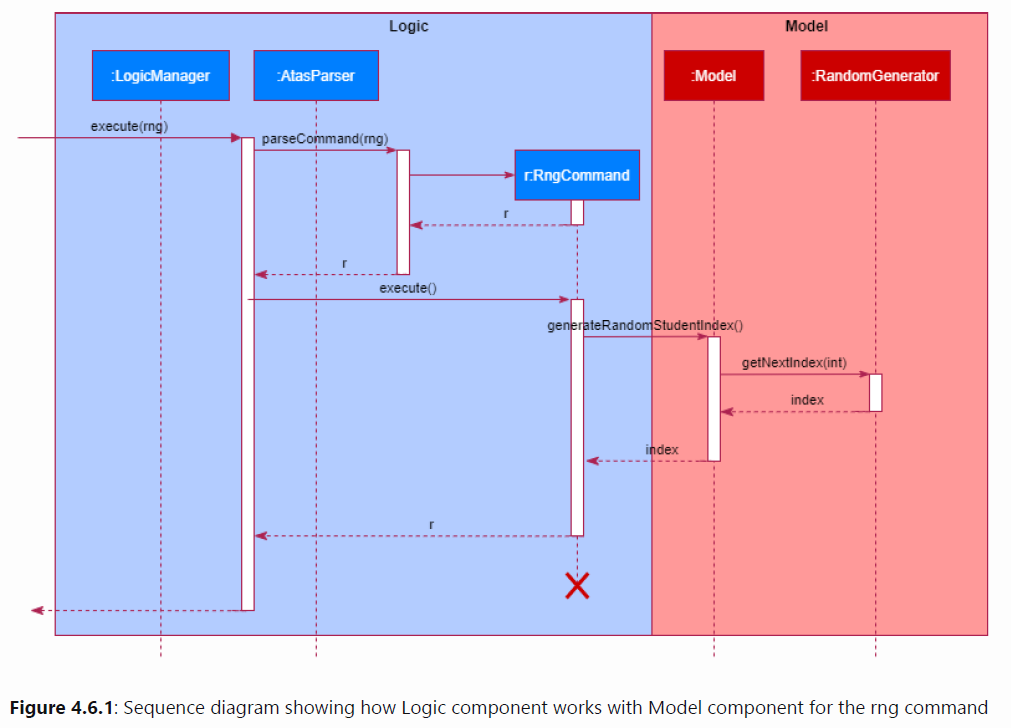 Logic
Model
:LogicManager
:AtasParser
:Model
:RandomGenerator
execute(rng)
parseCommand(rng)
r:RngCommand
r
r
execute()
generateRandomStudentIndex()
getNextIndex(int)
index
index
r
Figure 4.6.1: Sequence diagram showing how Logic component works with Model component for the rng command